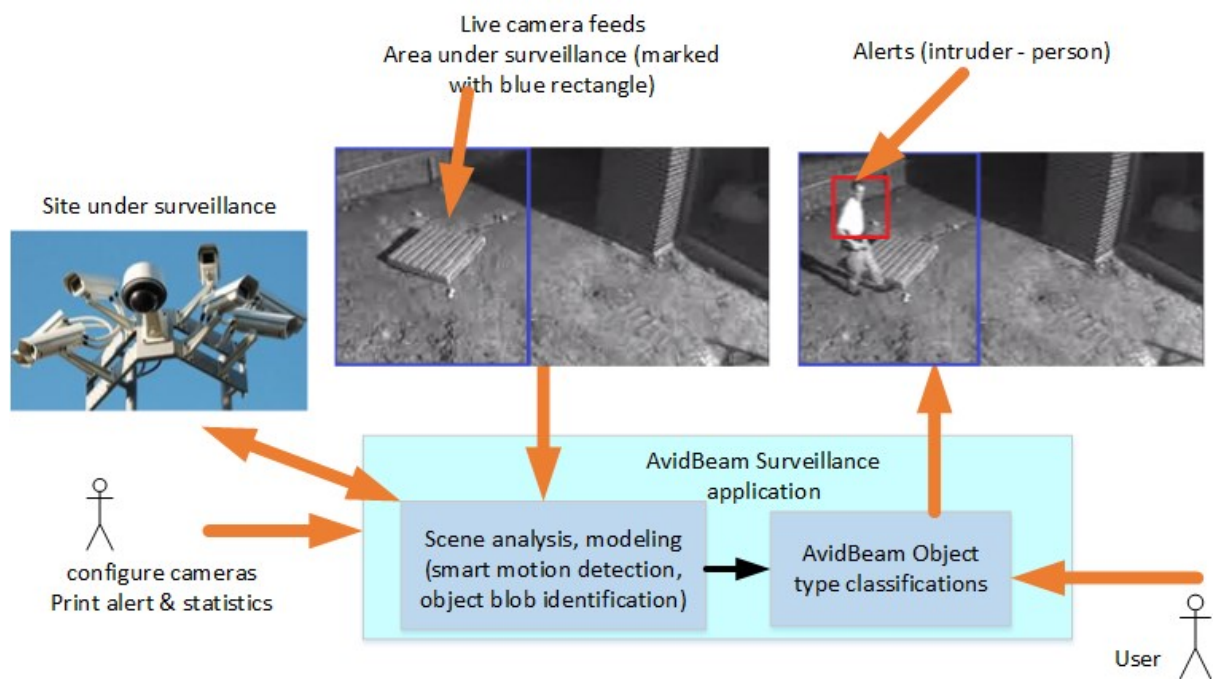 Live camera feeds
Area under surveillance (marked
with blue rectangle)
Alerts (intruder - person)
Site under surveillance
AvidBeam Surveillance
application
Scene analysis, modeling
(smart motion detection,
object blob identification)
AvidBeam Object
type classifications
configure cameras
Print alert & statistics
User